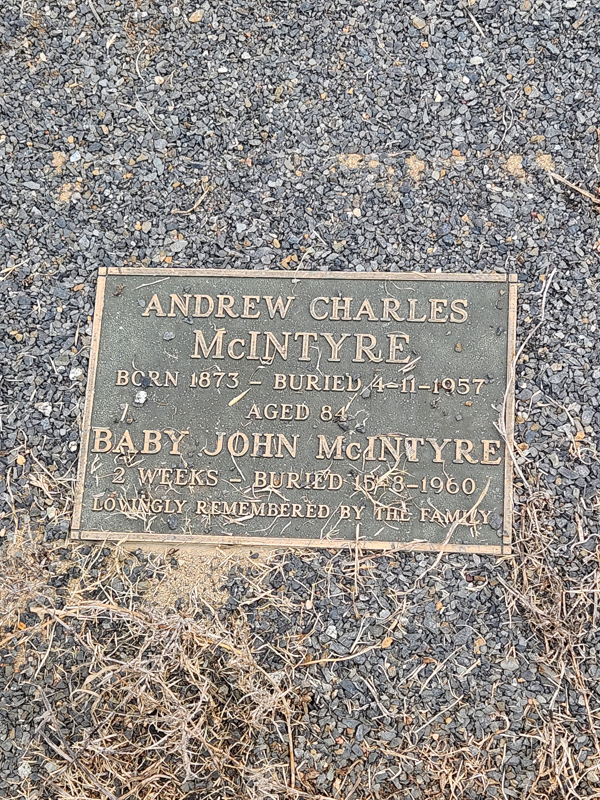 ANDREW CHARLES
McINTYRE
BORN 1873 - BURIED 4-11-1957
AGED 84
BABY JOHN McINTYRE
2 WEEKS - BURIED 15-8-1960
LOVINGLY REMEMBERED BY THE FAMILY